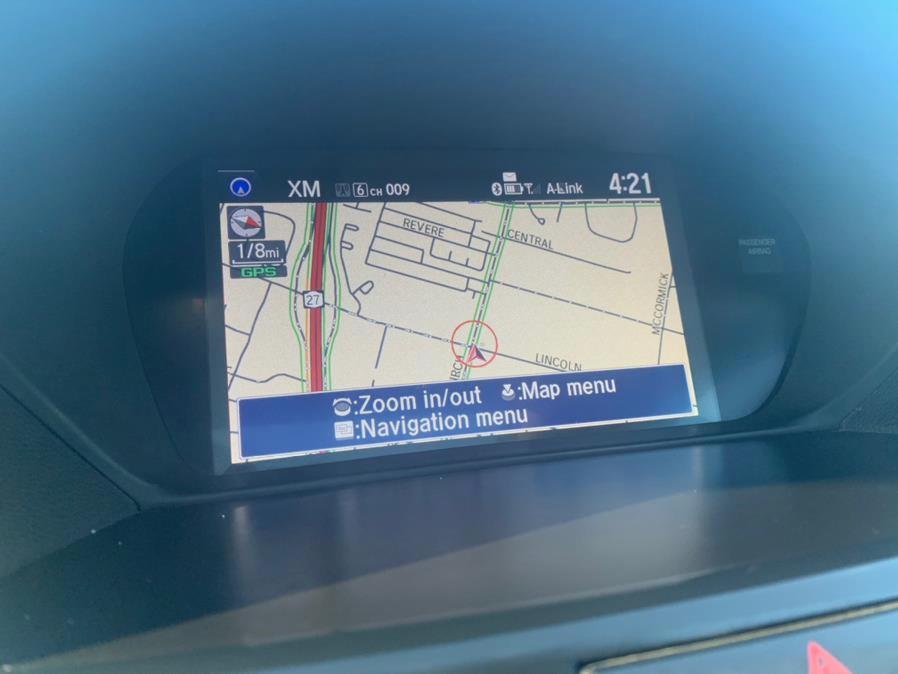 XM 6 CH 009 A-Link 4:21
1/8mi
GPS
REVERE
CENTRAL
27
MCCORMICK
LINCOLN
:Zoom in/out :Map menu
:Navigation menu
PASSENGER
AIRBAG